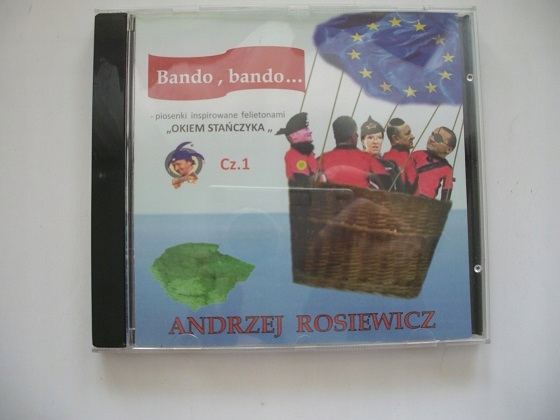 Bando , bando...
- piosenki inspirowane felietonami
„OKIEM STAŃCZYKA „
Cz.1
ANDRZEJ ROSIEWICZ